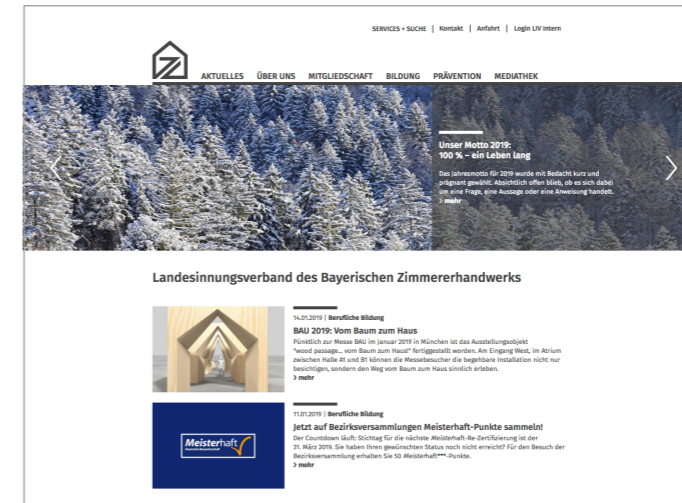 SERVICES + SUCHE | Kontakt | Anfahrt | Login LIV Intern
AKTUELLES ÜBER UNS MITGLIEDSCHAFT BILDUNG PRÄVENTION MEDIATHEK
Unser Motto 2019:
100 % – ein Leben lang
Das Jahresmotto für 2019 wurde mit Bedacht kurz und
prägnant gewählt. Absichtlich offen blieb, ob es sich dabei
um eine Frage, eine Aussage oder eine Anweisung handelt.
> mehr
Landesinnungsverband des Bayerischen Zimmererhandwerks
14.01.2019 | Berufliche Bildung
BAU 2019: Vom Baum zum Haus
Pünktlich zur Messe BAU im Januar 2019 in München ist das Ausstellungsobjekt
"wood passage... vom Baum zum Haus!" fertiggestellt worden. Am Eingang West, im Atrium
zwischen Halle A1 und B1 können die Messebesucher die begehbare Installation nicht nur
besichtigen, sondern den Weg vom Baum zum Haus sinnlich erleben.
> mehr
Meisterhaft
11.01.2019 | Berufliche Bildung
Jetzt auf Bezirksversammlungen Meisterhaft-Punkte sammeln!
Der Countdown läuft: Stichtag für die nächste Meisterhaft-Re-Zertifizierung ist der
31. März 2019. Sie haben Ihren gewünschten Status noch nicht erreicht? Für den Besuch der
Bezirksversammlung erhalten Sie 50 Meisterhaft***-Punkte.
> mehr